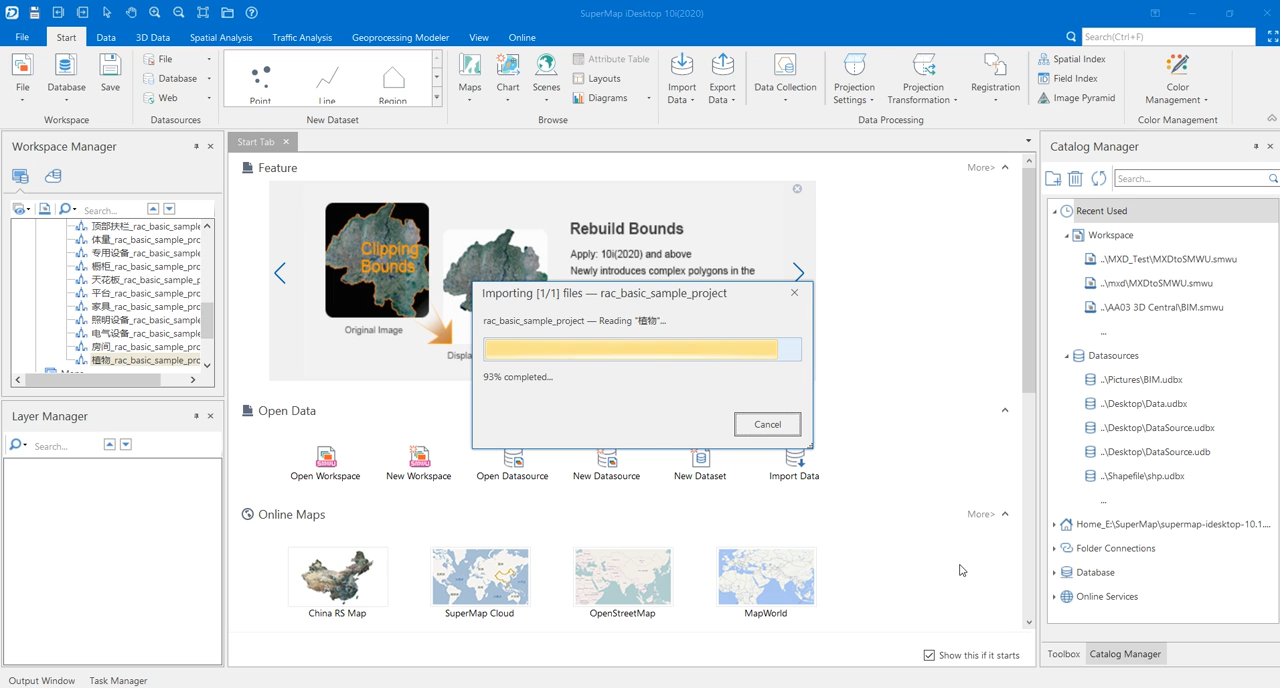 SuperMap iDesktop 10i(2020)
File Start Data 3D Data Spatial Analysis Traffic Analysis Geoprocessing Modeler View Online Search(Ctrl+F)
File Database Save
Workspace
File
Database
Web
Datasources
Point Line Region
New Dataset
Maps Chart Scenes
Attribute Table
Layouts
Diagrams
Browse
Import Data Export Data Data Collection Projection Settings Projection Transformation Registration
Spatial Index
Field Index
Image Pyramid
Data Processing
Color Management
Color Management
Workspace Manager
Search...
顶部扶栏_rac_basic_sample
体量_rac_basic_sample_prc
专用设备_rac_basic_sample
橱柜_rac_basic_sample_prc
天花板_rac_basic_sample_p
平台_rac_basic_sample_prc
家具_rac_basic_sample_prc
照明设备_rac_basic_sample
电气设备_rac_basic_sample
房间_rac_basic_sample_prc
植物_rac_basic_sample_prc
Maps
Layer Manager
Search...
Start Tab
Feature More>
Clipping Bounds
Original Image
Displa
Rebuild Bounds
Apply: 10i(2020) and above
Newly introduces complex polygons in the
Importing [1/1] files — rac_basic_sample_project
rac_basic_sample_project — Reading "植物"...
93% completed...
Cancel
Open Data
SMWU SMWU
Open Workspace New Workspace Open Datasource New Datasource New Dataset Import Data
Online Maps More>
China RS Map SuperMap Cloud OpenStreetMap MapWorld
Show this if it starts
Catalog Manager
Search...
Recent Used
Workspace
..\MXD_Test\MXDtoSMWU.smwu
..\mxd\MXDtoSMWU.smwu
..\AA03 3D Central\BIM.smwu
...
Datasources
..\Pictures\BIM.udbx
..\Desktop\Data.udbx
..\Desktop\DataSource.udbx
..\Desktop\DataSource.udb
..\Shapefile\shp.udbx
...
Home_E:\SuperMap\supermap-idesktop-10.1....
Folder Connections
Database
Online Services
Toolbox Catalog Manager
Output Window Task Manager